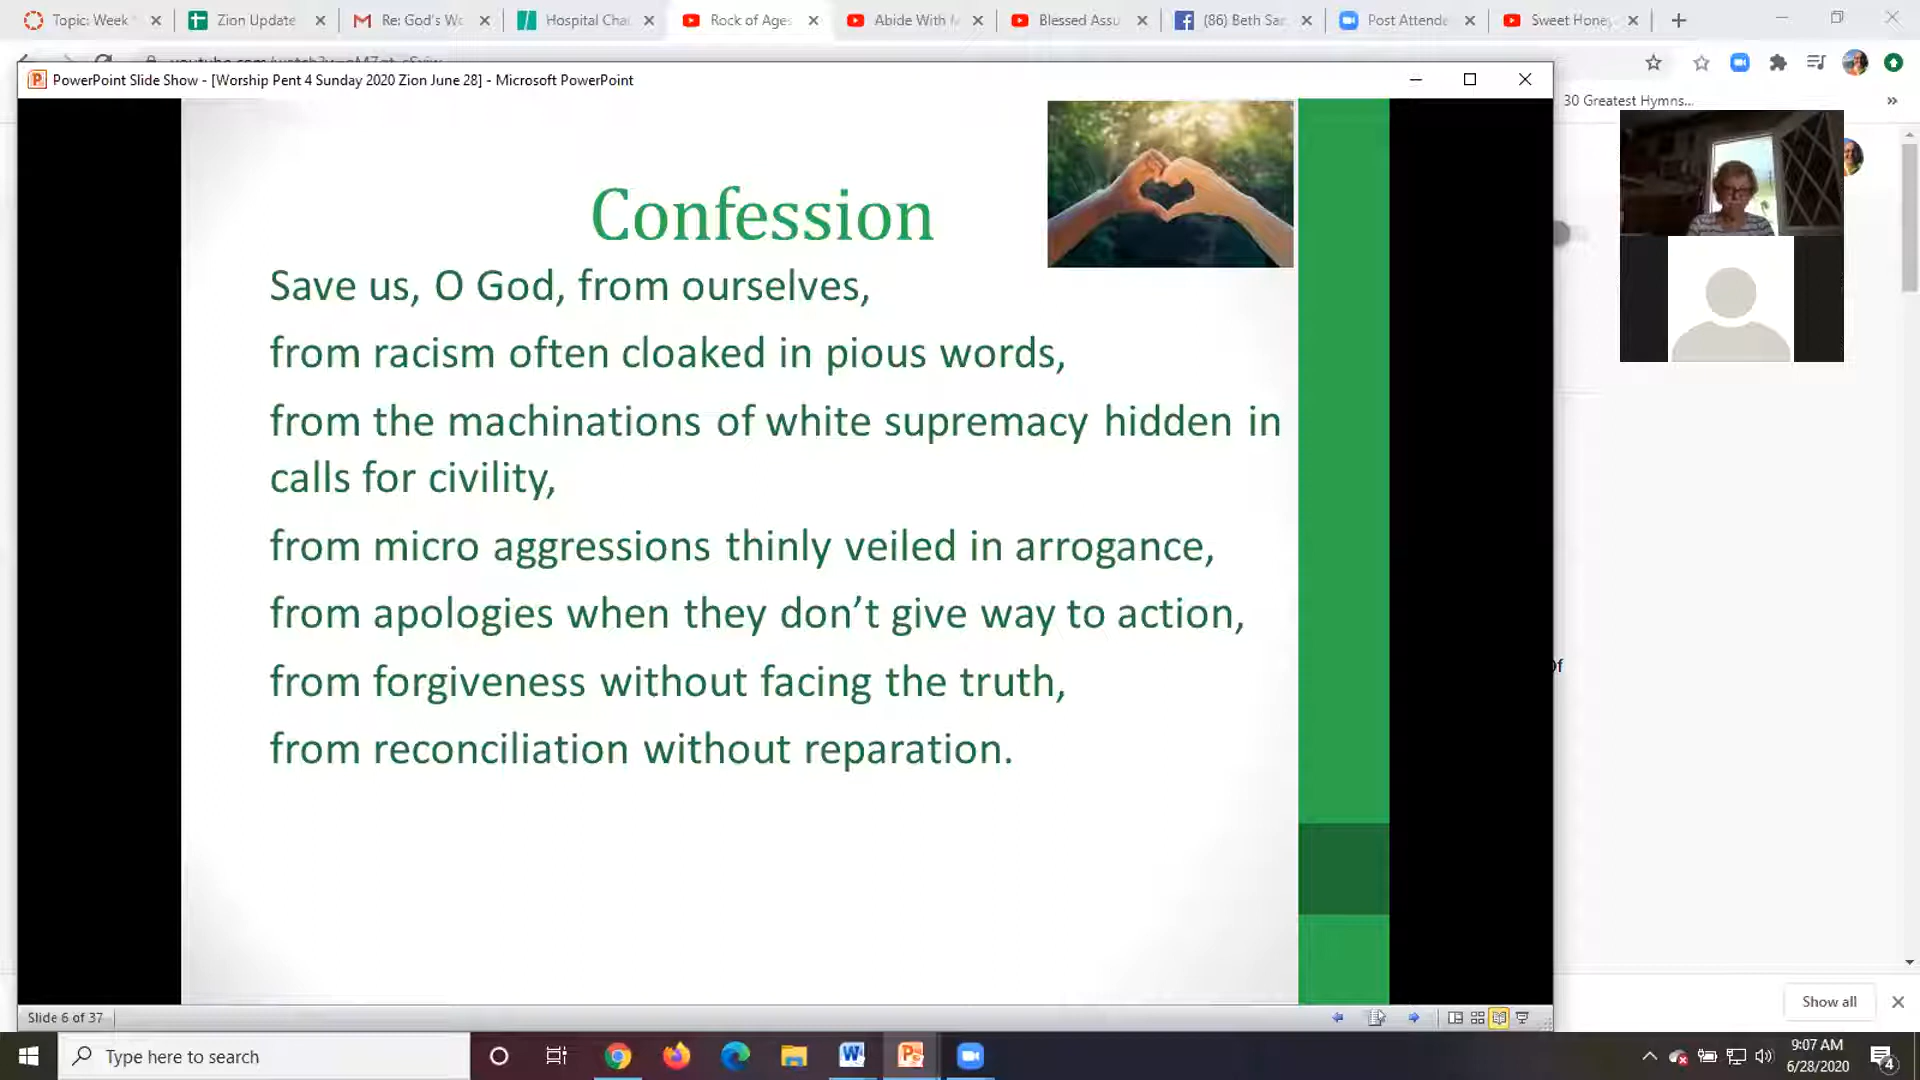 Topic: Week
Zion Update
Re: God's Wo
Hospital Cha
Rock of Ages
Abide With
Blessed Assu
(86) Beth Sar
Post Attende
Sweet Honey
PowerPoint Slide Show - [Worship Pent 4 Sunday 2020 Zion June 28] - Microsoft PowerPoint
30 Greatest Hymns...
Confession
Save us, O God, from ourselves,
from racism often cloaked in pious words,
from the machinations of white supremacy hidden in
calls for civility,
from micro aggressions thinly veiled in arrogance,
from apologies when they don’t give way to action,
from forgiveness without facing the truth,
from reconciliation without reparation.
Show all
Slide 6 of 37
Type here to search
9:07 AM
6/28/2020
4